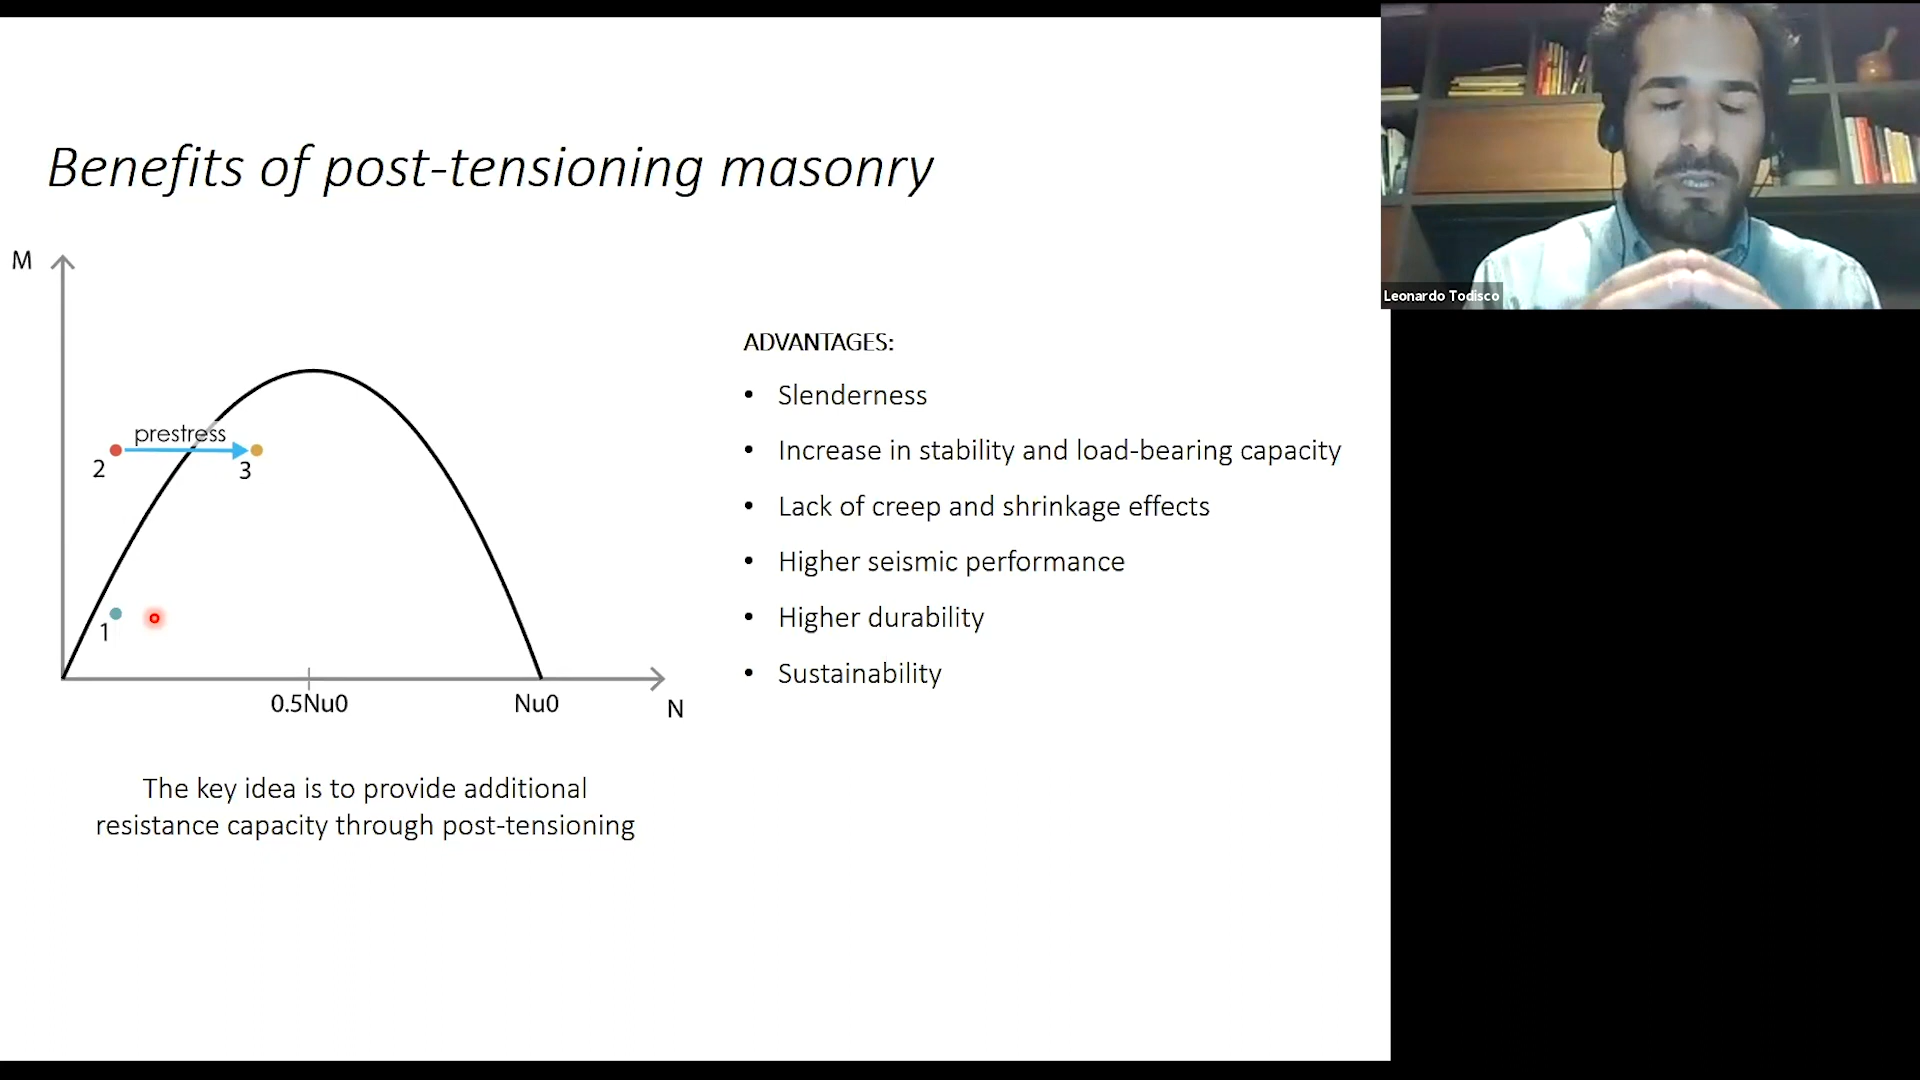 Benefits of post-tensioning masonry
M
prestress
2
3
1
0.5Nu0
Nu0
N
The key idea is to provide additional
resistance capacity through post-tensioning
ADVANTAGES:
• Slenderness
• Increase in stability and load-bearing capacity
• Lack of creep and shrinkage effects
• Higher seismic performance
• Higher durability
• Sustainability
Leonardo Todisco